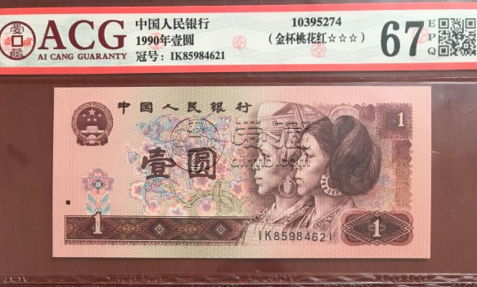 ACG
AI CANG GUARANTY
中国人民银行
1990年壹圆
冠号: IK85984621
10395274
(金杯桃花红☆☆☆)
67
EPQ
中国人民银行
壹圆
1
1
1
IK85984621